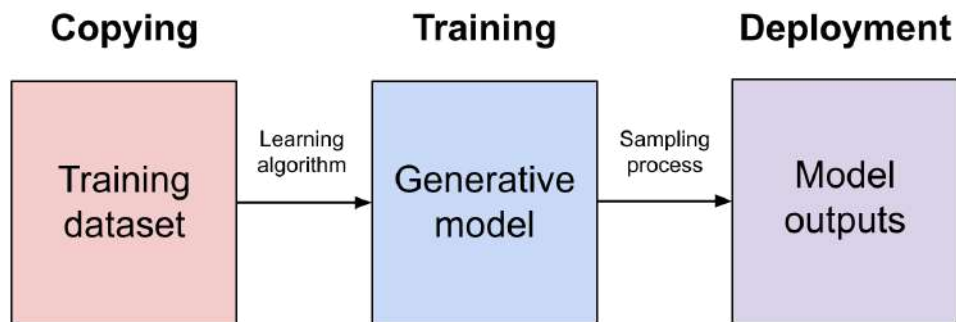 Copying
Training
Deployment
Training
dataset
Learning
algorithm
Generative
model
Sampling
process
Model
outputs